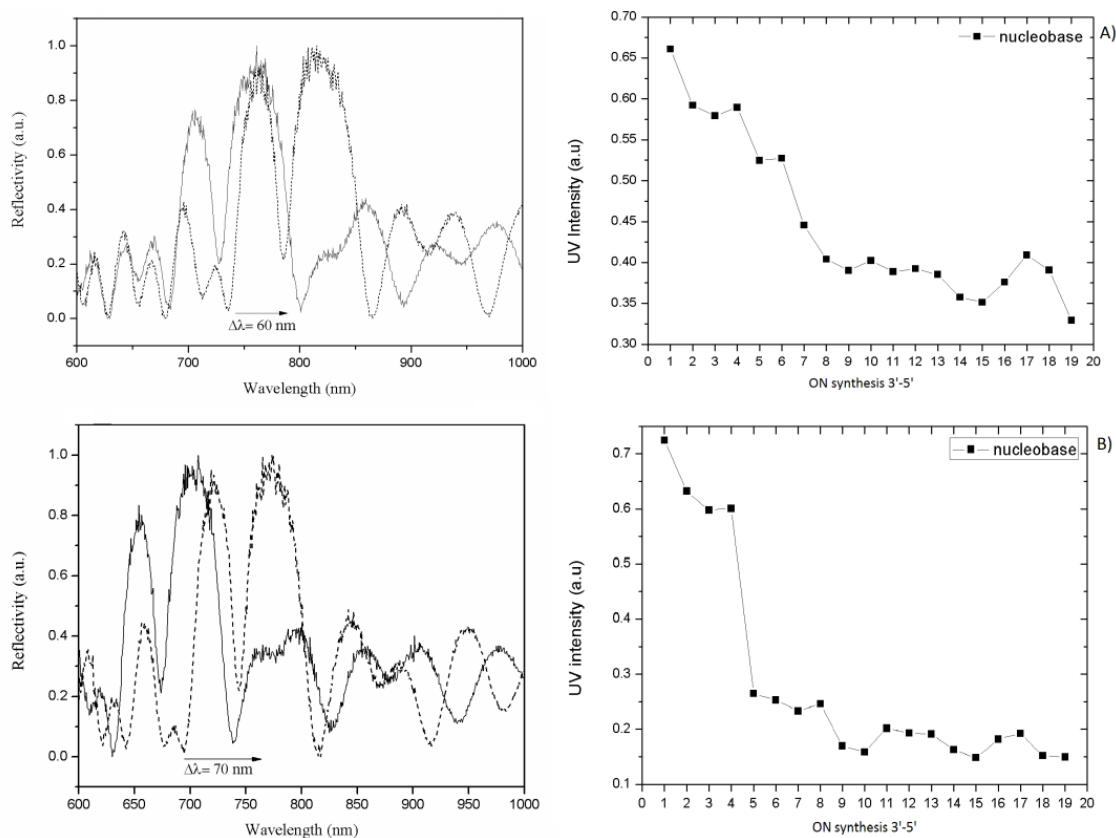 Reflectivity (a.u.)
1.0
0.8
0.6
0.4
0.2
0.0
Δλ= 60 nm
600 700 800 900 1000
Wavelength (nm)
A)
nucleobase
UV Intensity (a.u)
0.70
0.65
0.60
0.55
0.50
0.45
0.40
0.35
0.30
0 1 2 3 4 5 6 7 8 9 10 11 12 13 14 15 16 17 18 19 20
ON synthesis 3'-5'
Reflectivity (a.u.)
1.0
0.8
0.6
0.4
0.2
0.0
Δλ= 70 nm
600 650 700 750 800 850 900 950 1000
Wavelength (nm)
B)
nucleobase
UV intensity (a.u)
0.7
0.6
0.5
0.4
0.3
0.2
0.1
0 1 2 3 4 5 6 7 8 9 10 11 12 13 14 15 16 17 18 19 20
ON synthesis 3'-5'